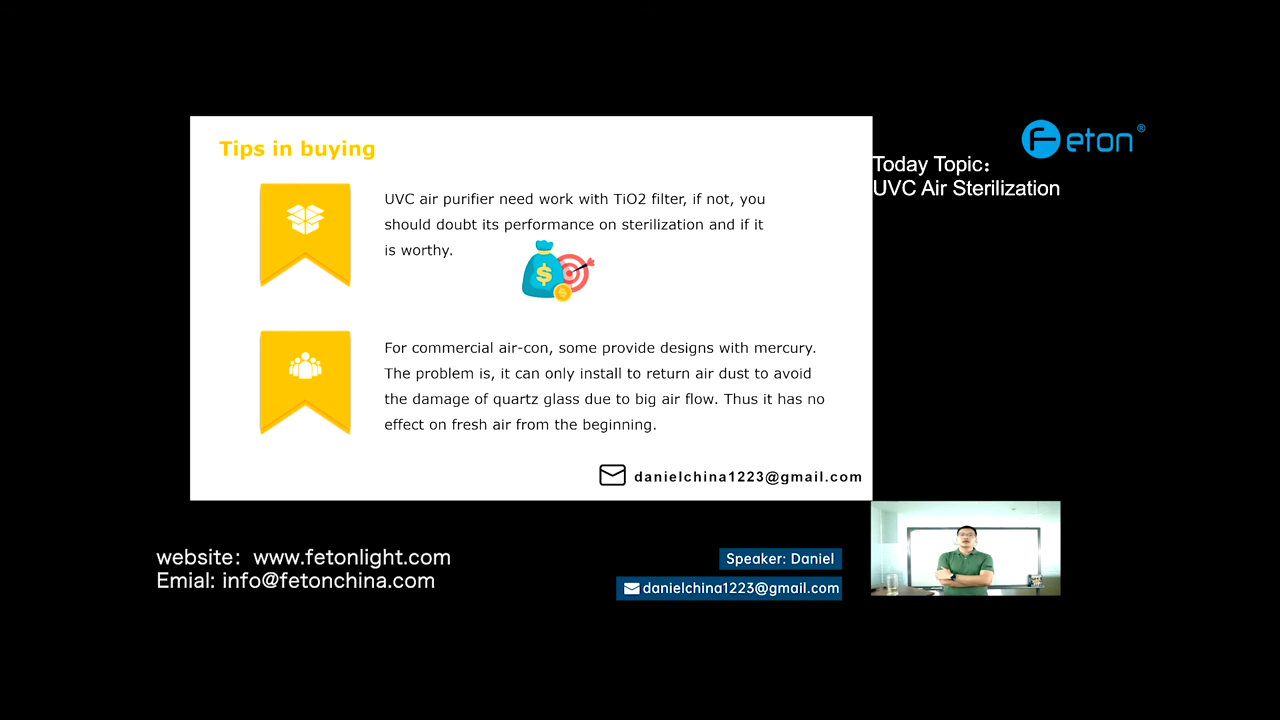 Tips in buying
UVC air purifier need work with TiO2 filter, if not, you
should doubt its performance on sterilization and if it
is worthy.
$
For commercial air-con, some provide designs with mercury.
The problem is, it can only install to return air dust to avoid
the damage of quartz glass due to big air flow. Thus it has no
effect on fresh air from the beginning.
danielchina1223@gmail.com
Feton®
Today Topic：
UVC Air Sterilization
website： www.fetonlight.com
Emial: info@fetonchina.com
Speaker: Daniel
danielchina1223@gmail.com